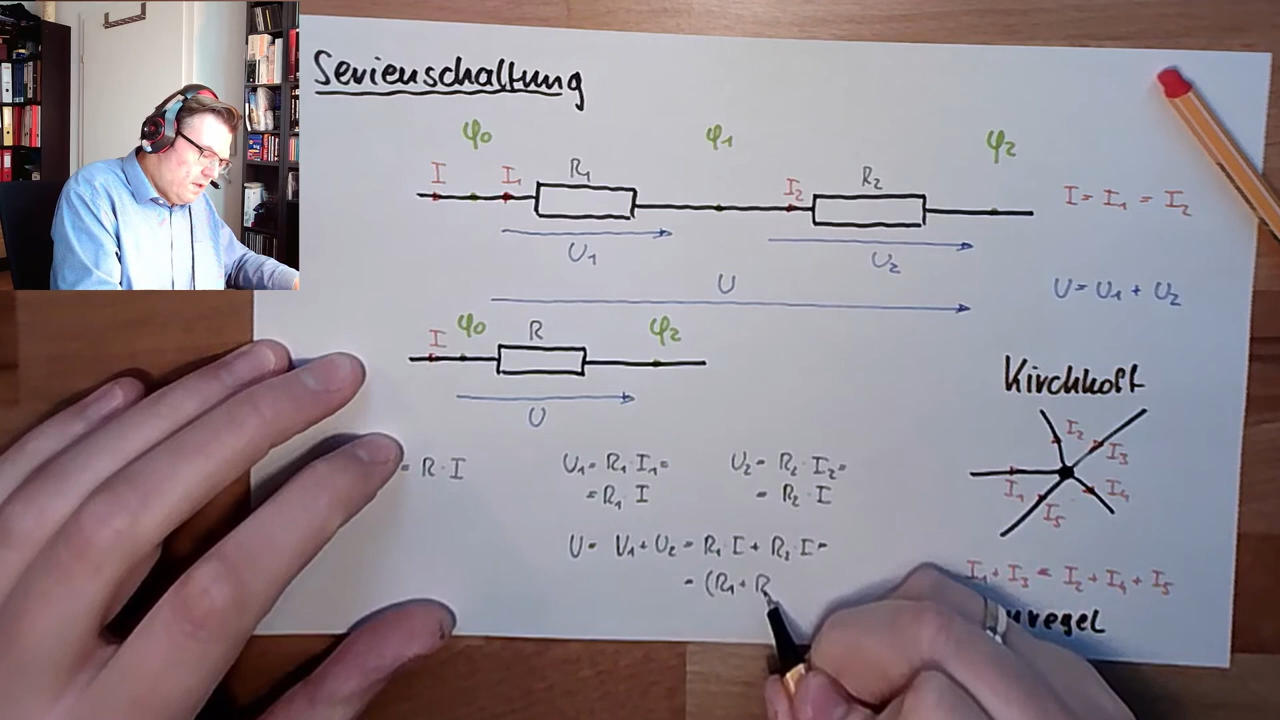 Serienschaltung
φ0 φ1 φ2
I I1 R1 I2 R2
I = I1 = I2
U1 U2
U
U = U1 + U2
I φ0 R φ2
U
Kirchhoff
I2 I3
I1 I4
I5
= R · I
U1 = R1 · I1 =
= R1 · I
U2 = R2 · I2 =
= R2 · I
U = U1 + U2 = R1 · I + R2 · I =
= (R1 + R
I1 + I3 = I2 + I4 + I5